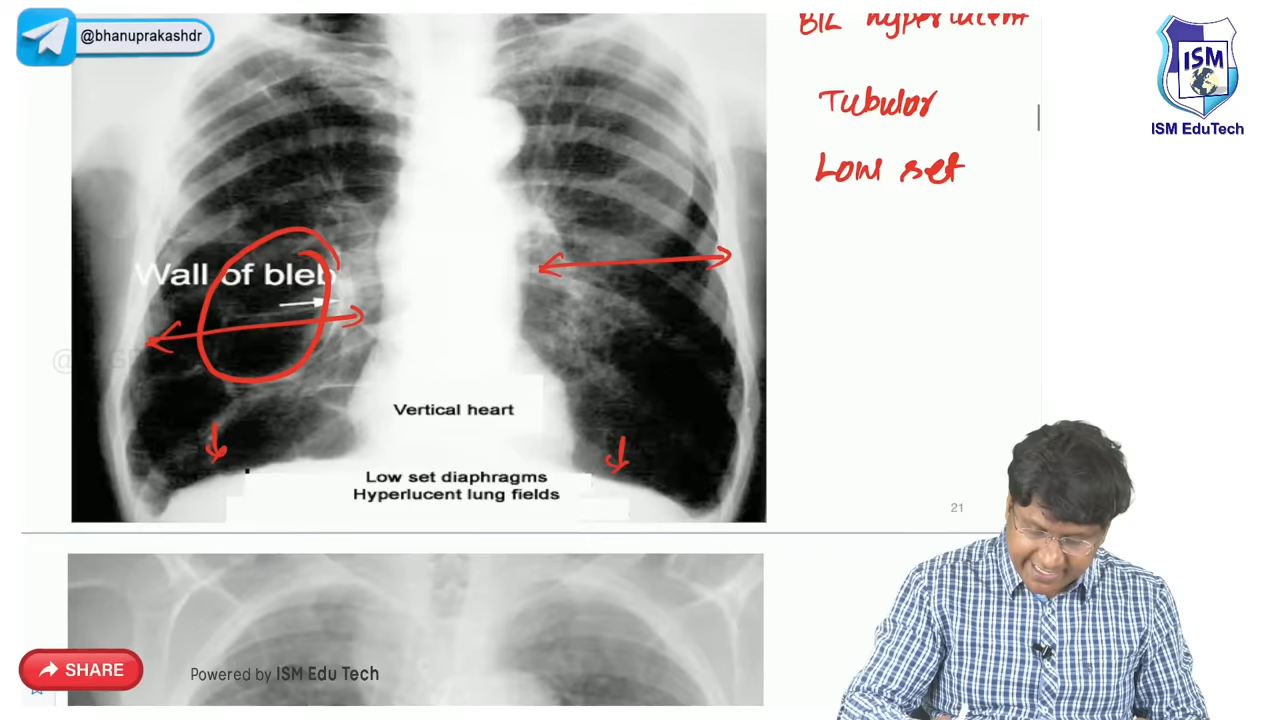 @bhanuprakashdr
B/L hyperlucent
ISM
ISM EduTech
Tubular
Low set
Wall of bleb
Vertical heart
Low set diaphragms
Hyperlucent lung fields
21
SHARE
Powered by ISM Edu Tech